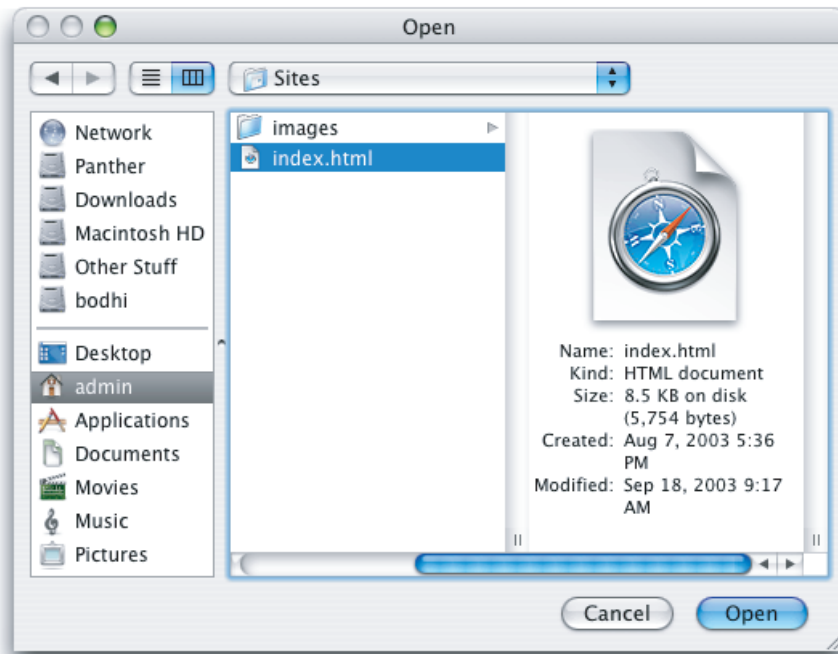 Open
Sites
Network
Panther
Downloads
Macintosh HD
Other Stuff
bodhi
Desktop
admin
Applications
Documents
Movies
Music
Pictures
images
index.html
Name: index.html
Kind: HTML document
Size: 8.5 KB on disk
(5,754 bytes)
Created: Aug 7, 2003 5:36
PM
Modified: Sep 18, 2003 9:17
AM
Cancel
Open